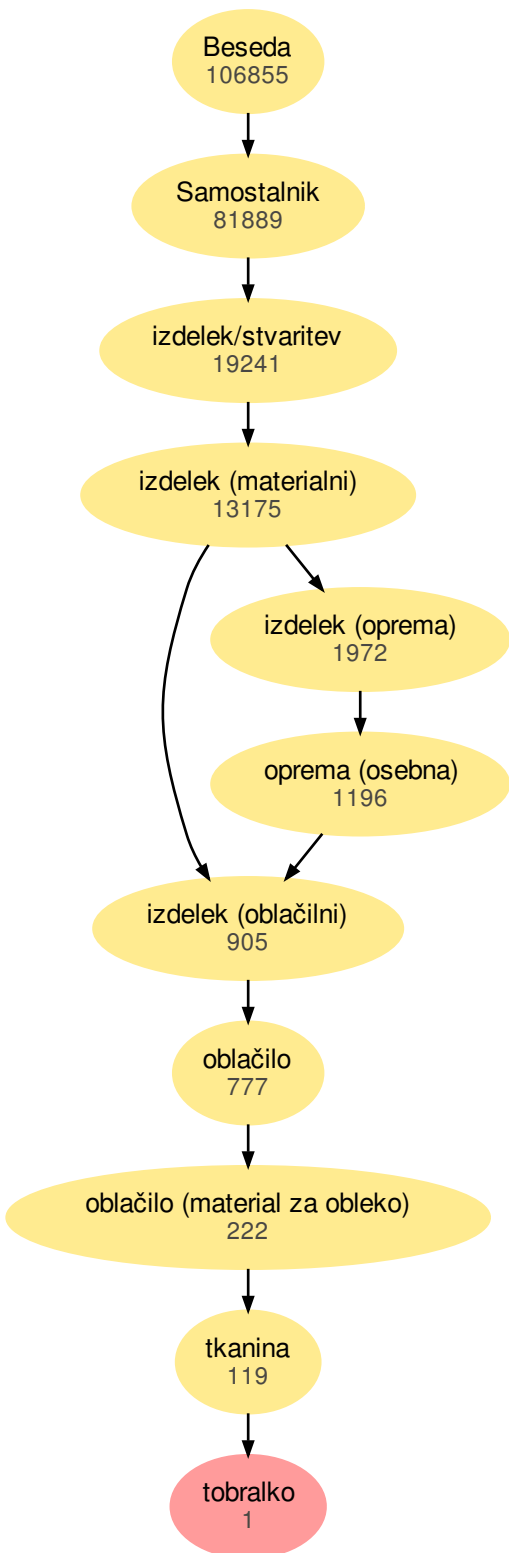 Beseda
106855
Samostalnik
81889
izdelek/stvaritev
19241
izdelek (materialni)
13175
izdelek (oprema)
1972
oprema (osebna)
1196
izdelek (oblačilni)
905
oblačilo
777
oblačilo (material za obleko)
222
tkanina
119
tobralko
1